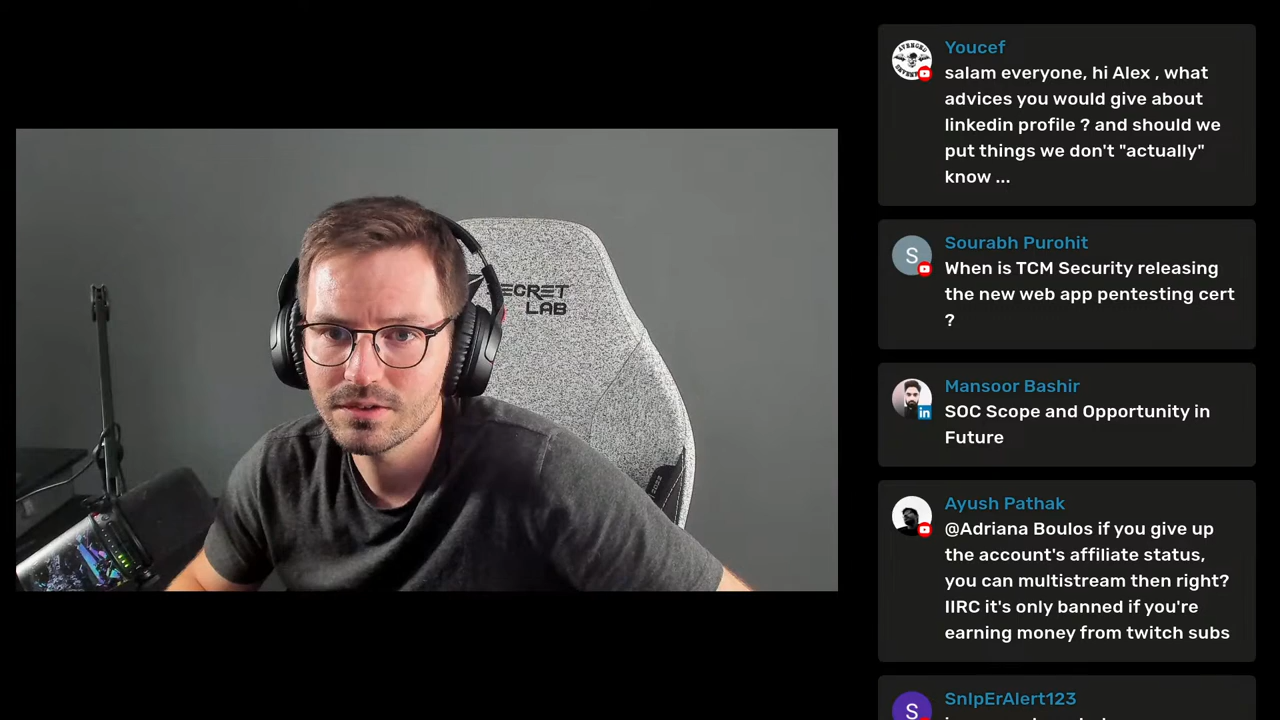 Youcef
salam everyone, hi Alex , what
advices you would give about
linkedin profile ? and should we
put things we don't "actually"
know ...
Sourabh Purohit
When is TCM Security releasing
the new web app pentesting cert
?
Mansoor Bashir
SOC Scope and Opportunity in
Future
Ayush Pathak
@Adriana Boulos if you give up
the account's affiliate status,
you can multistream then right?
IIRC it's only banned if you're
earning money from twitch subs
SnIpErAlert123
ECRET
LAB
S
in
S
2022